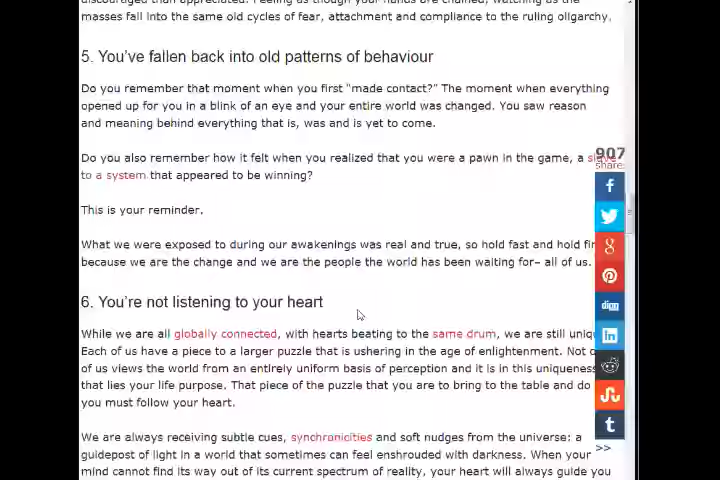 discouraged than appreciated. Feeling as though your hands are chained, watching as the
masses fall into the same old cycles of fear, attachment and compliance to the ruling oligarchy.
5. You've fallen back into old patterns of behaviour
Do you remember that moment when you first "made contact?" The moment when everything
opened up for you in a blink of an eye and your entire world was changed. You saw reason
and meaning behind everything that is, was and is yet to come.
Do you also remember how it felt when you realized that you were a pawn in the game, a slave
to a system that appeared to be winning?
This is your reminder.
What we were exposed to during our awakenings was real and true, so hold fast and hold
because we are the change and we are the people the world has been waiting for– all of us.
6. You're not listening to your heart
While we are all globally connected, with hearts beating to the same drum, we are still
Each of us have a piece to a larger puzzle that is ushering in the age of enlightenment. Not
of us views the world from an entirely uniform basis of perception and it is in this uniqueness
that lies your life purpose. That piece of the puzzle that you are to bring to the table and do
you must follow your heart.
We are always receiving subtle cues, synchronicities and soft nudges from the universe: a
guidepost of light in a world that sometimes can feel enshrouded with darkness. When your
mind cannot find its way out of its current spectrum of reality, your heart will always guide you
907
shares
f
g
digg
in
t
>>